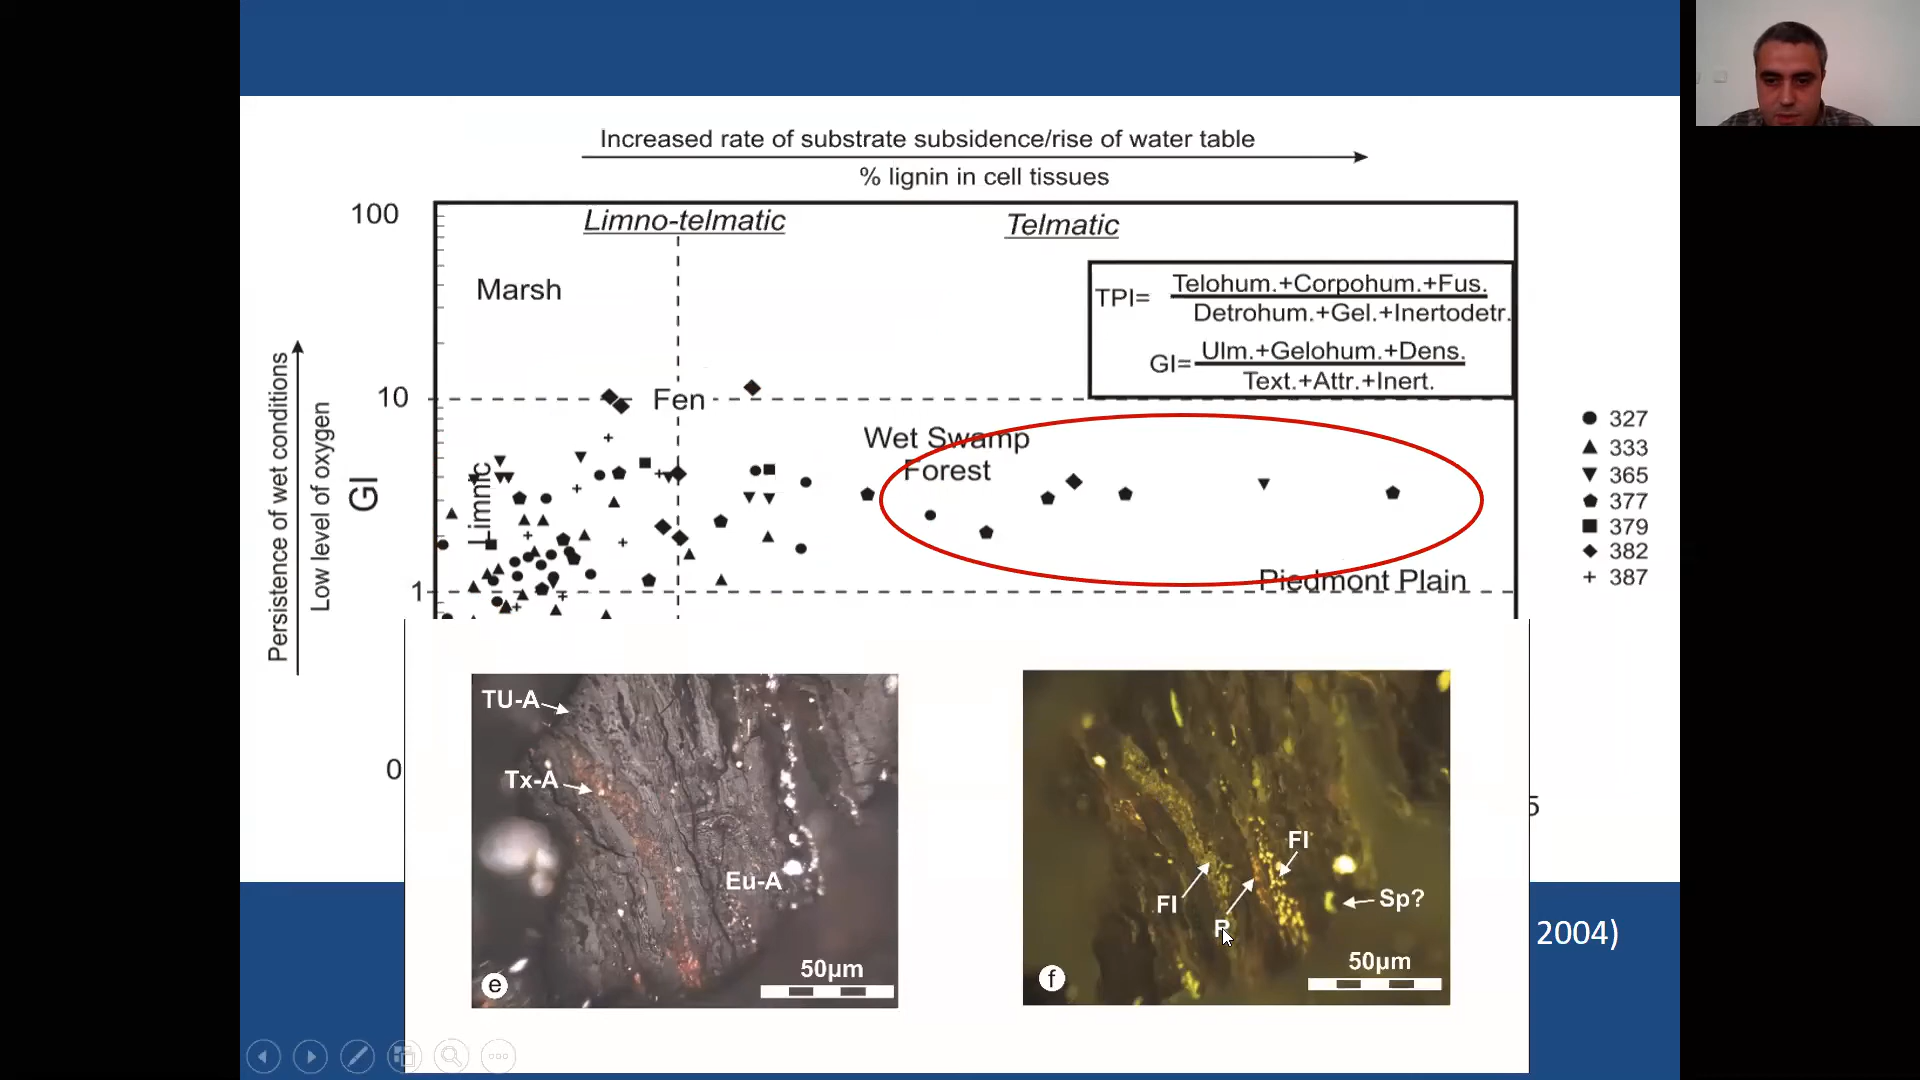 Increased rate of substrate subsidence/rise of water table
% lignin in cell tissues
100
Limno-telmatic
Telmatic
Marsh
TPI= Telohum.+Corpohum.+Fus.
Detrohum.+Gel.+Inertodetr.
GI= Ulm.+Gelohum.+Dens.
Text.+Attr.+Inert.
10
Fen
Wet Swamp
Forest
Limnic
GI
Persistence of wet conditions
Low level of oxygen
327
333
365
377
379
382
387
Piedmont Plain
1
0
5
TU-A
Tx-A
Eu-A
50µm
e
Fl
Fl
R
Sp?
50µm
f
2004)